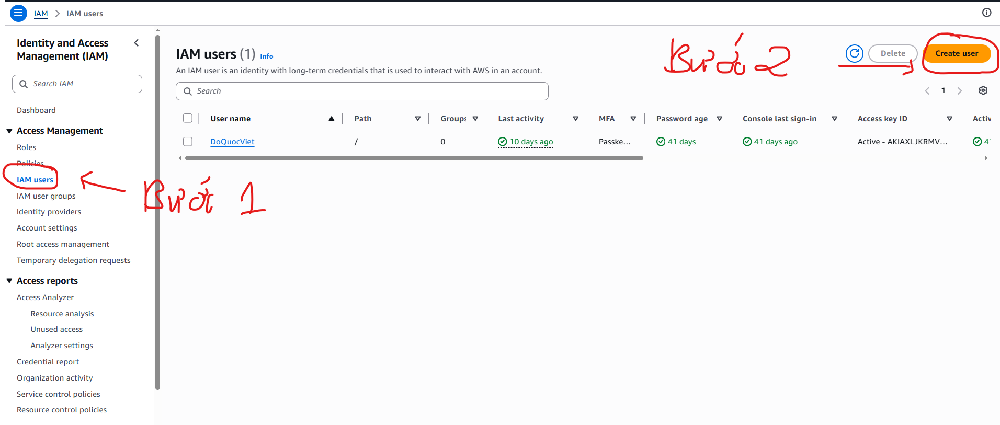 IAM > IAM users
Identity and Access Management (IAM)
Search IAM
Dashboard
Access Management
Roles
Policies
IAM users
IAM user groups
Identity providers
Account settings
Root access management
Temporary delegation requests
Access reports
Access Analyzer
Resource analysis
Unused access
Analyzer settings
Credential report
Organization activity
Service control policies
Resource control policies
Bước 1
IAM users (1) Info
An IAM user is an identity with long-term credentials that is used to interact with AWS in an account.
Bước 2
Delete
Create user
Search
1
User name Path Groups Last activity MFA Password age Console last sign-in Access key ID Activ
DoQuocViet / 0 10 days ago Passke... 41 days 41 days ago Active - AKIAXLJKRMV... 41